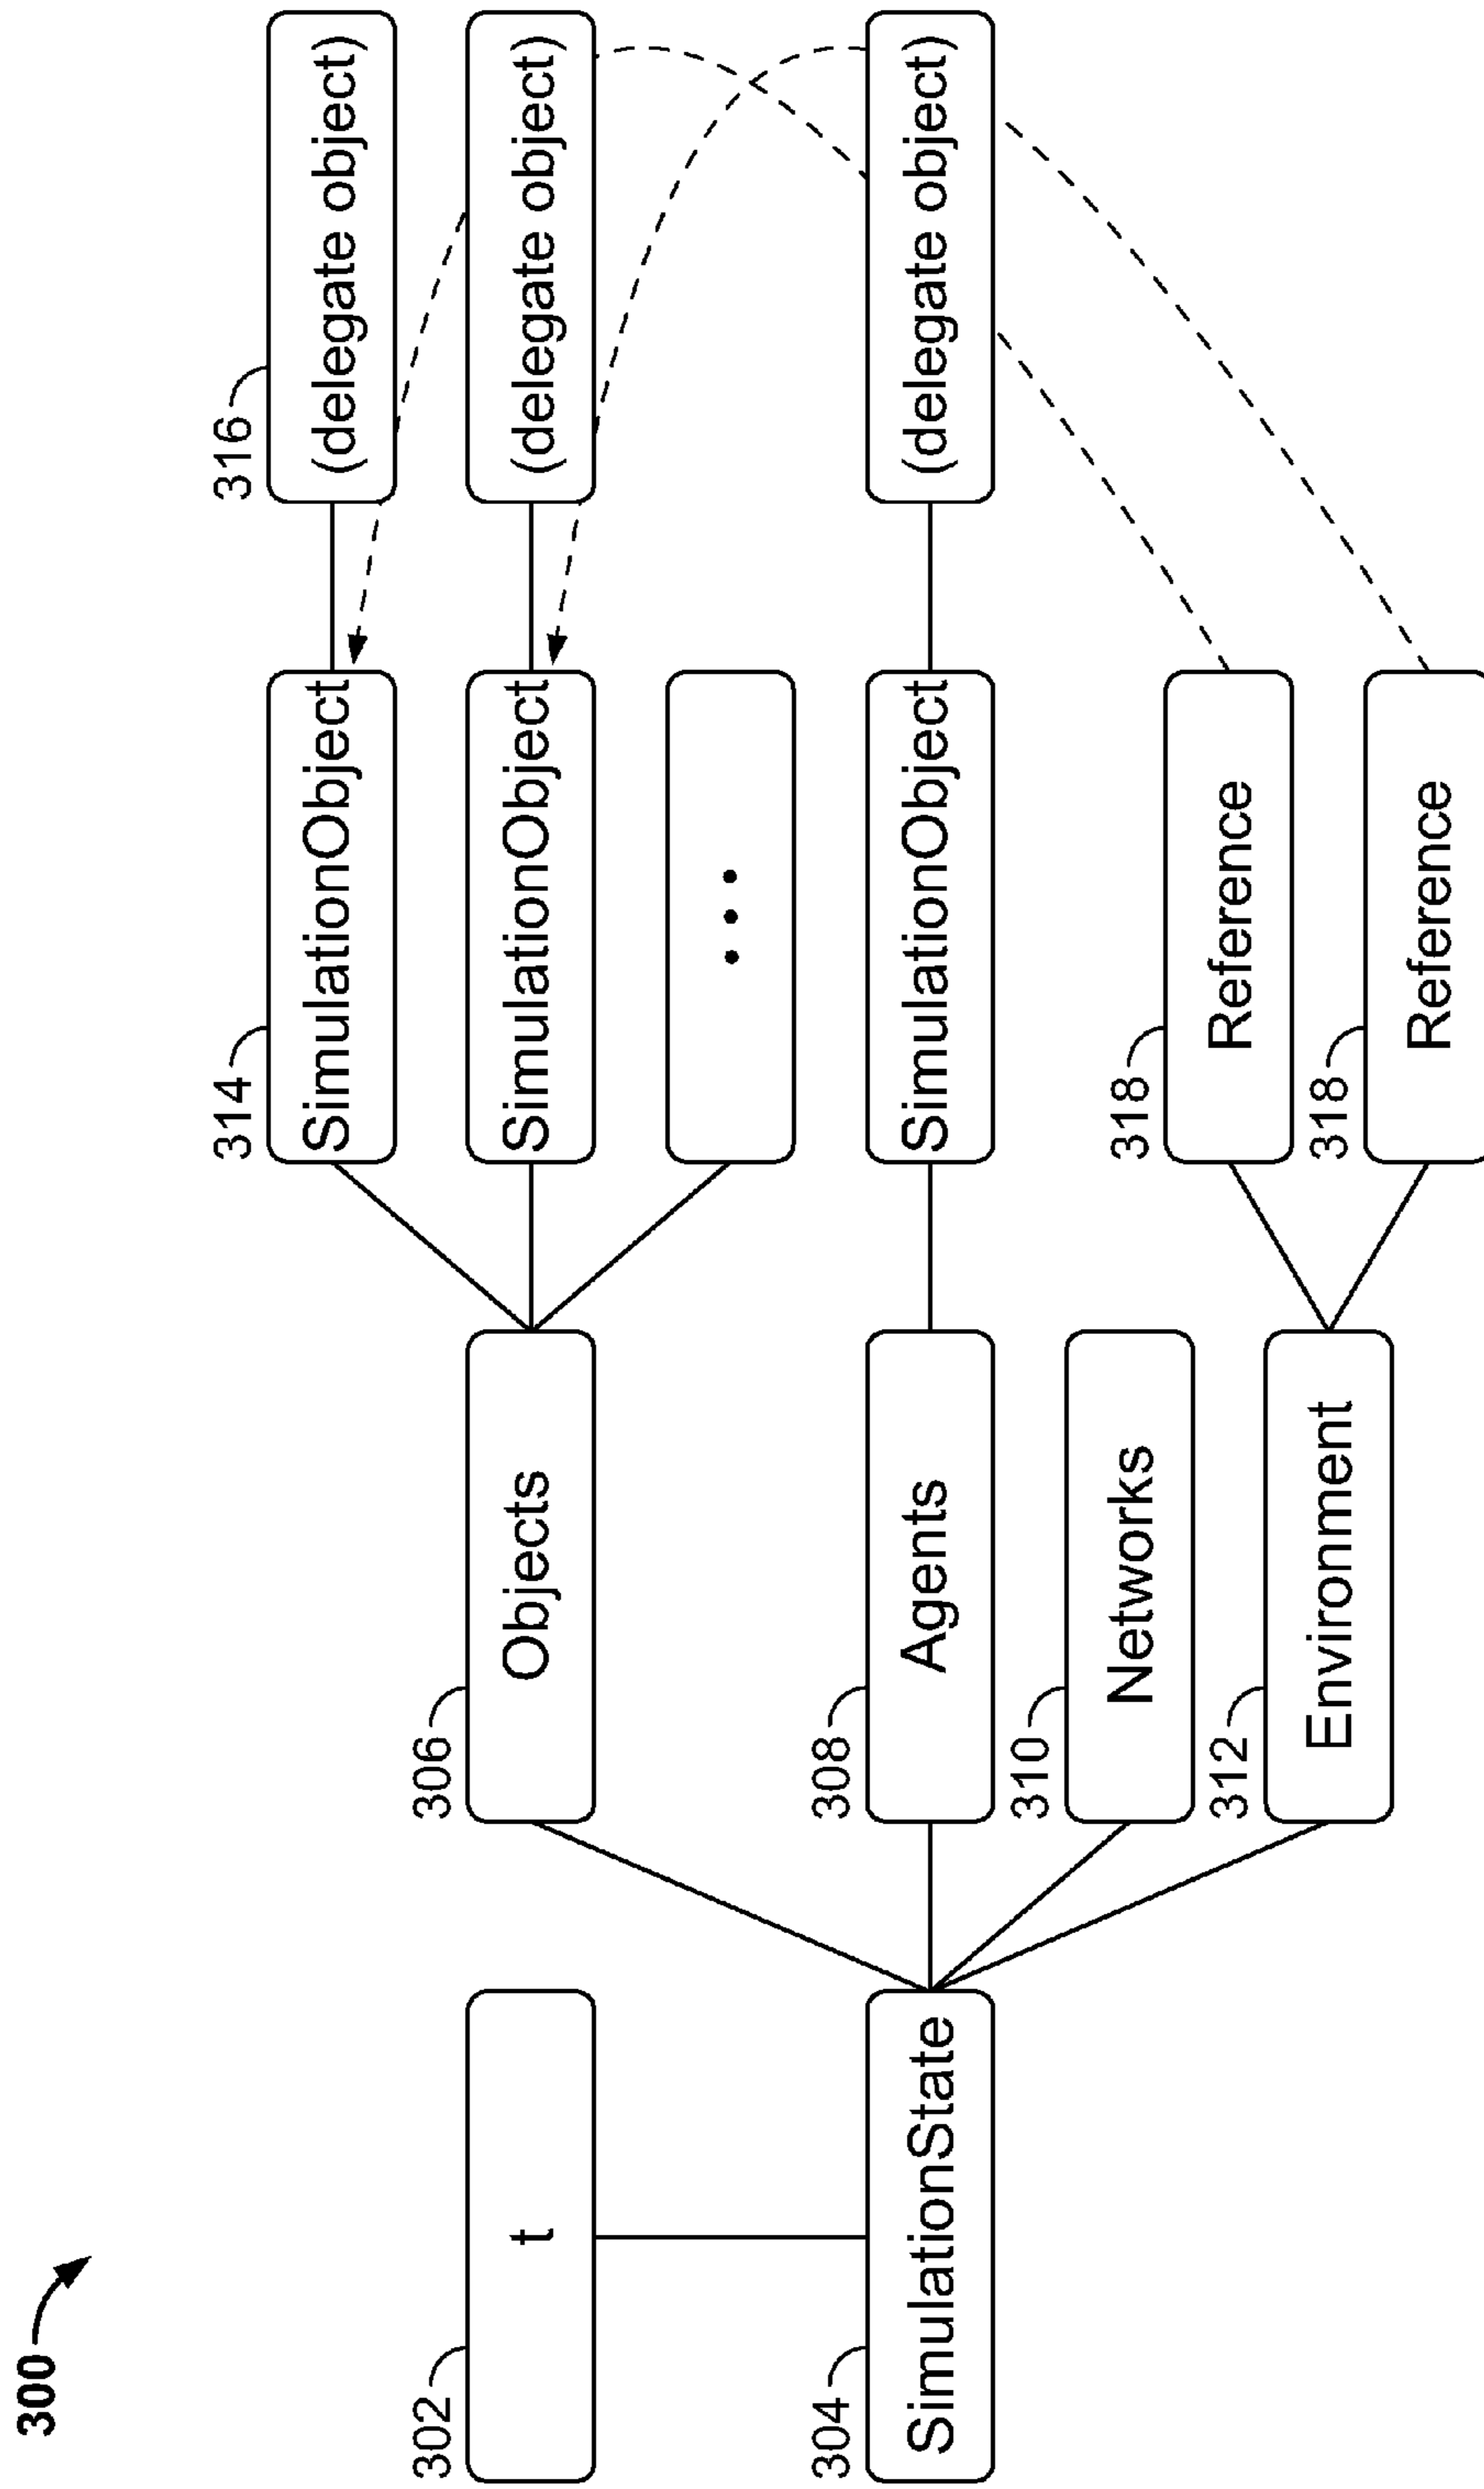 300
302
t
304
SimulationState
306
Objects
308
Agents
310
Networks
312
Environment
314
SimulationObject
SimulationObject
...
SimulationObject
318
Reference
318
Reference
316
(delegate object)
(delegate object)
(delegate object)